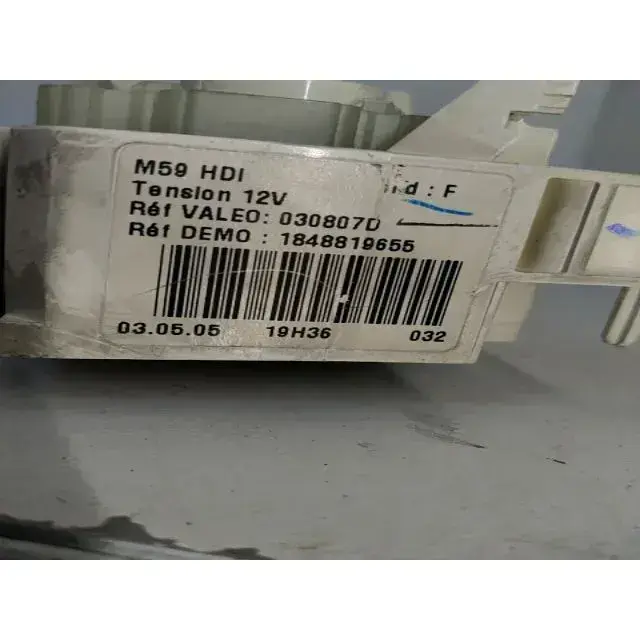 M59 HDI
Tension 12V : F
Réf VALEO: 030807D
Réf DEMO : 1848819655
03.05.05 19H36 032